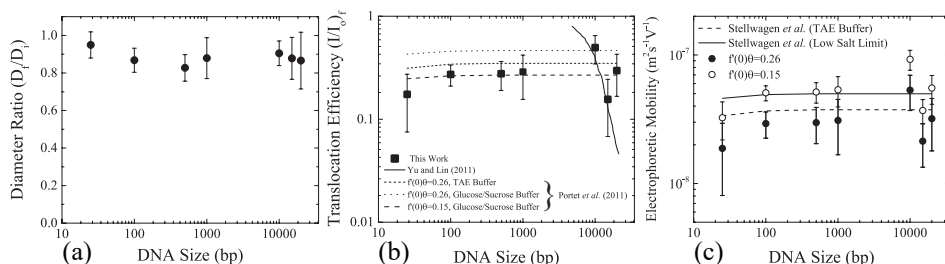 1.0
0.8
0.6
0.4
0.2
0.0
Diameter Ratio (D_f/D_i)
10
100
1000
10000
DNA Size (bp)
(a)
1
0.1
0.01
Translocation Efficiency (I/I_o)_f
This Work
Yu and Lin (2011)
f'(0)θ=0.26, TAE Buffer
f'(0)θ=0.26, Glucose/Sucrose Buffer
f'(0)θ=0.15, Glucose/Sucrose Buffer
} Portet et al. (2011)
10
100
1000
10000
DNA Size (bp)
(b)
10^-7
10^-8
Electrophoretic Mobility (m^2s^-1V^-1)
Stellwagen et al. (TAE Buffer)
Stellwagen et al. (Low Salt Limit)
f'(0)θ=0.26
f'(0)θ=0.15
10
100
1000
10000
DNA Size (bp)
(c)